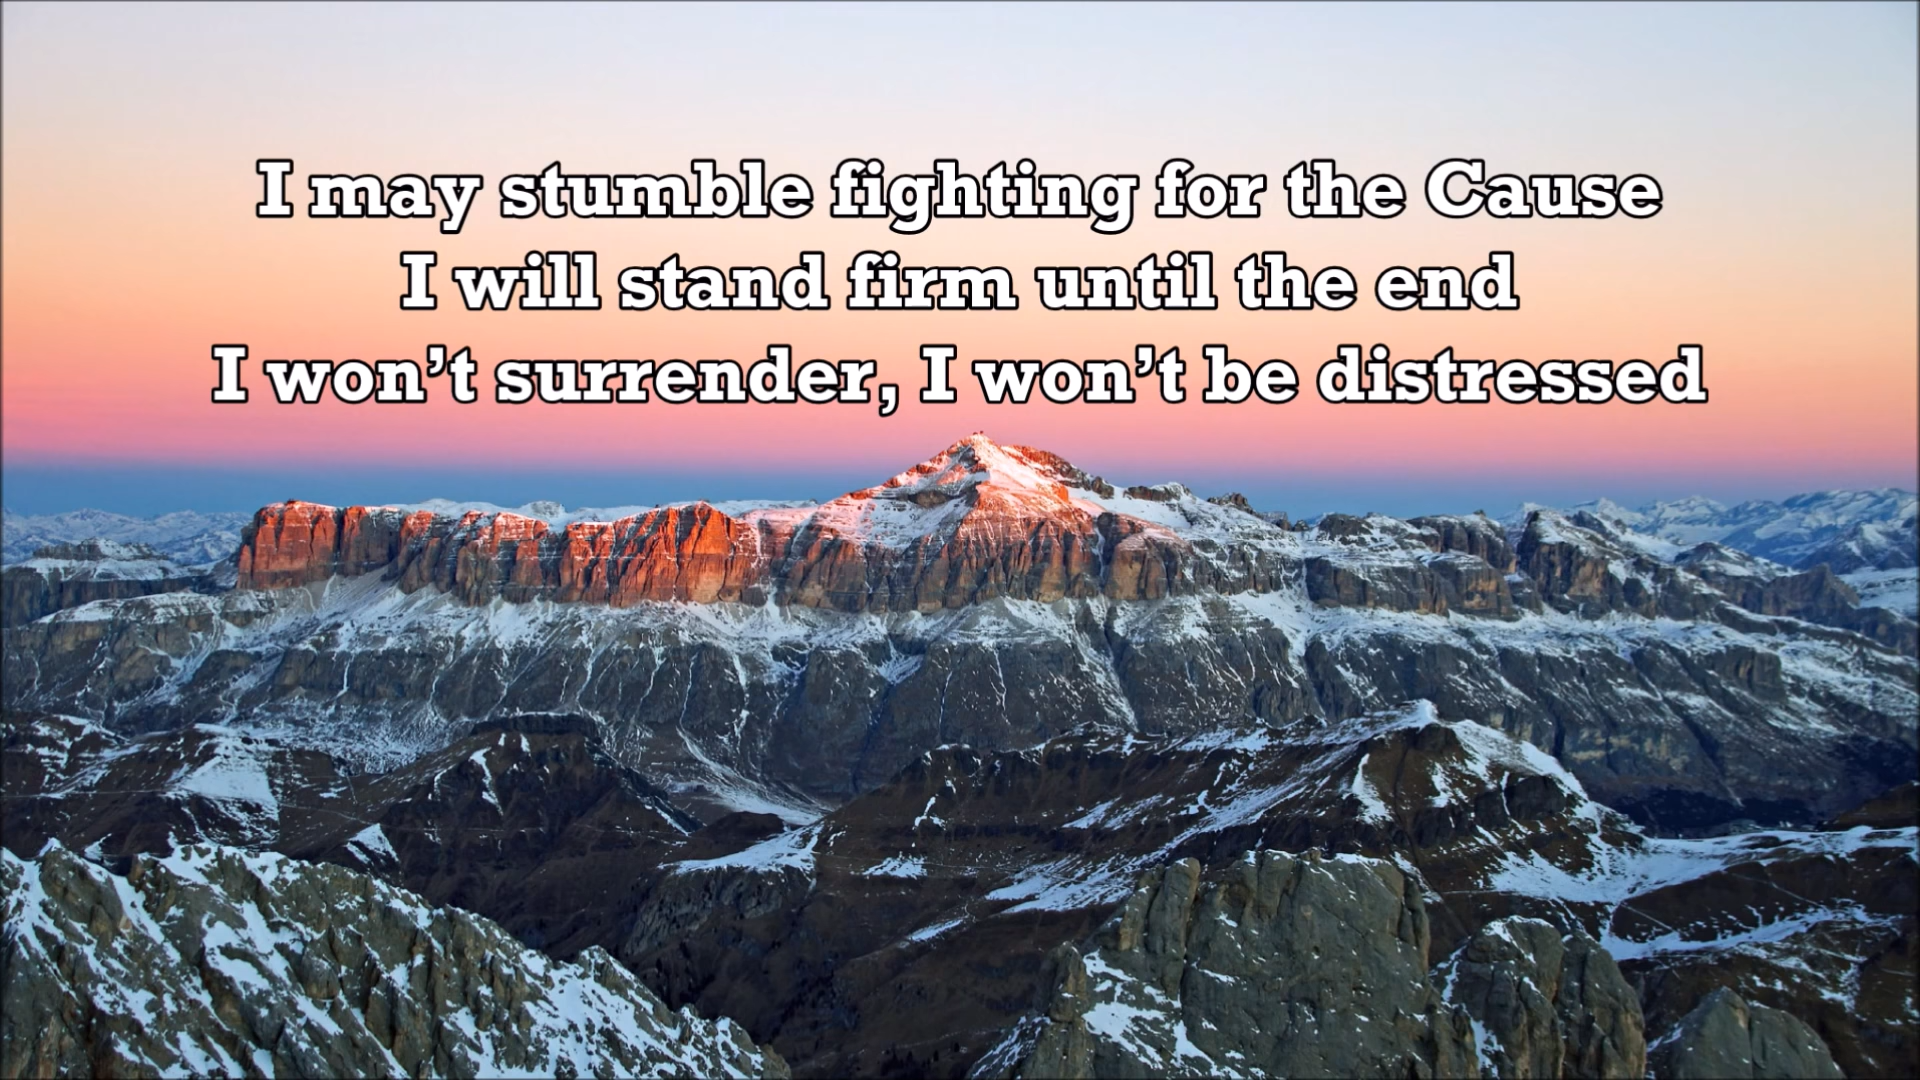 I may stumble fighting for the Cause
I will stand firm until the end
I won’t surrender, I won’t be distressed